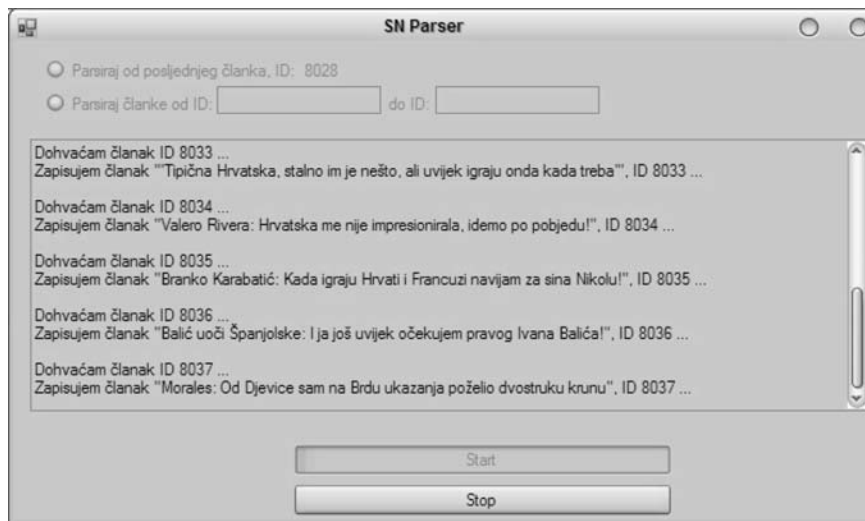 SN Parser
Parsiraj od posljednjeg članka, ID: 8028
Parsiraj članke od ID: do ID:
Dohvaćam članak ID 8033 ...
Zapisujem članak "'Tipična Hrvatska, stalno im je nešto, ali uvijek igraju onda kada treba'", ID 8033 ...
Dohvaćam članak ID 8034 ...
Zapisujem članak "Valero Rivera: Hrvatska me nije impresionirala, idemo po pobjedu!", ID 8034 ...
Dohvaćam članak ID 8035 ...
Zapisujem članak "Branko Karabatić: Kada igraju Hrvati i Francuzi navijam za sina Nikolu!", ID 8035 ...
Dohvaćam članak ID 8036 ...
Zapisujem članak "Balić uoči Španjolske: I ja još uvijek očekujem pravog Ivana Balića!", ID 8036 ...
Dohvaćam članak ID 8037 ...
Zapisujem članak "Morales: Od Djevice sam na Brdu ukazanja poželio dvostruku krunu", ID 8037 ...
Start
Stop